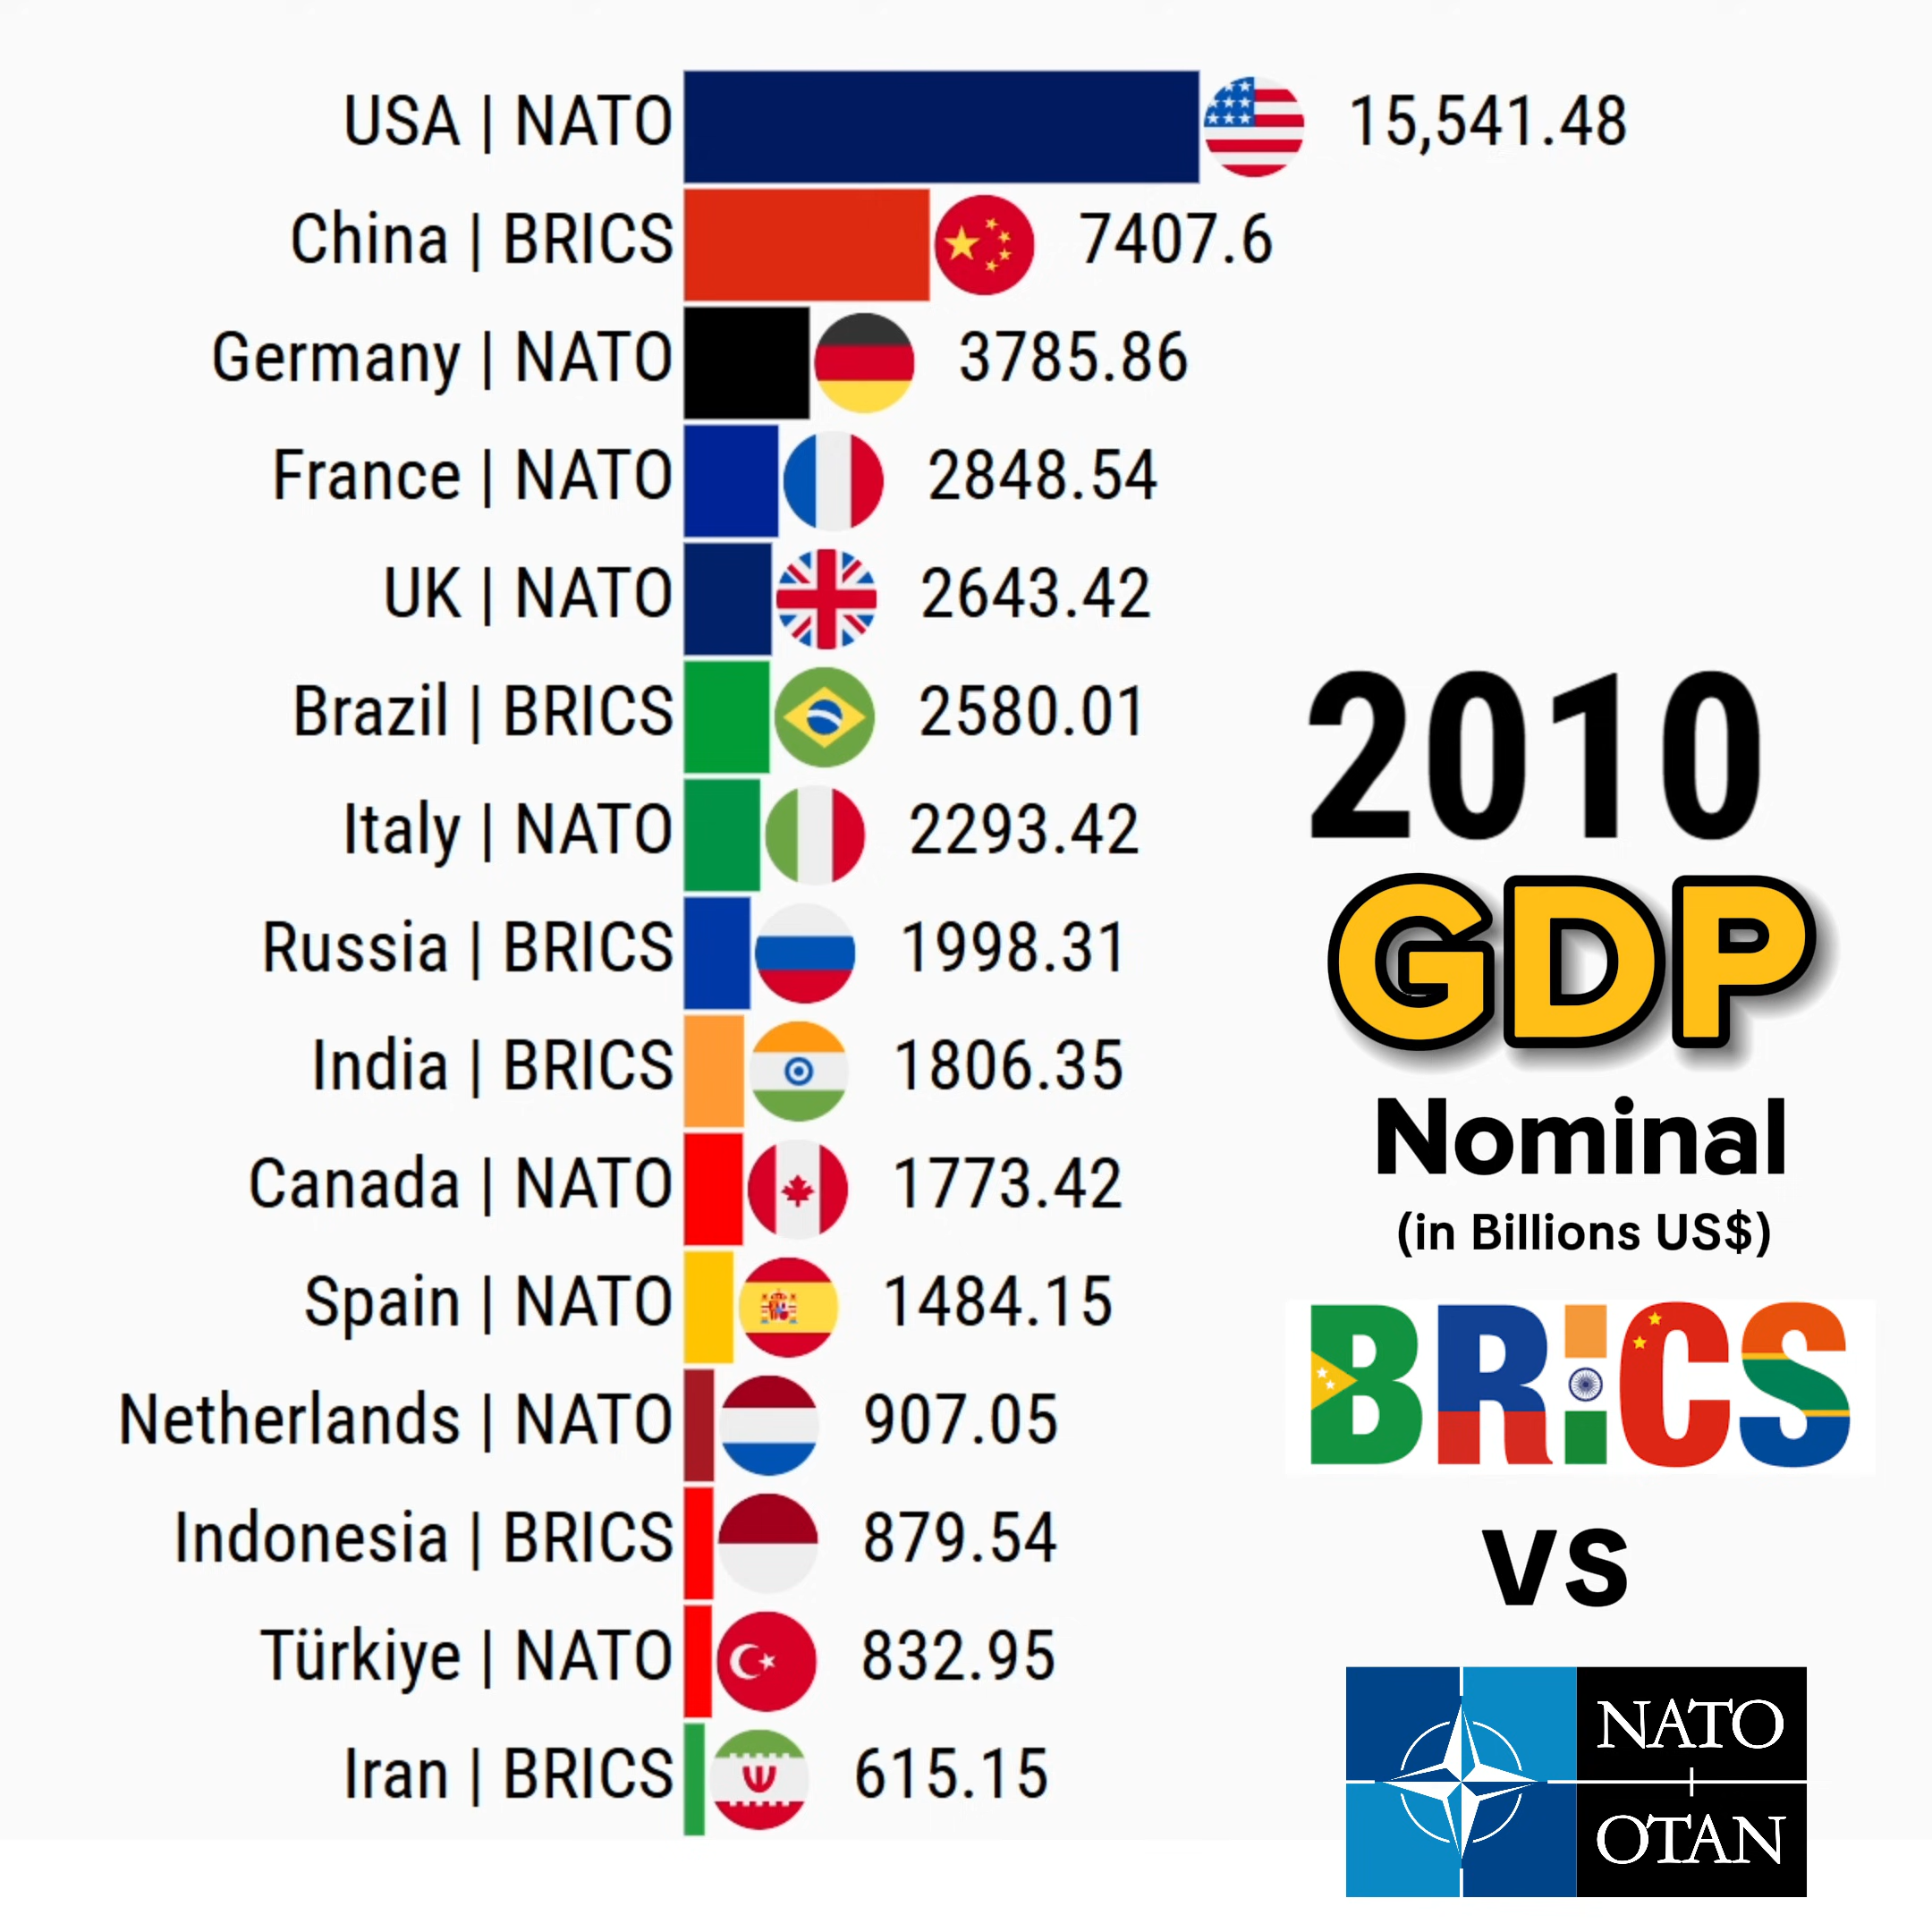 USA | NATO 15,541.48
China | BRICS 7407.6
Germany | NATO 3785.86
France | NATO 2848.54
UK | NATO 2643.42
Brazil | BRICS 2580.01
Italy | NATO 2293.42
Russia | BRICS 1998.31
India | BRICS 1806.35
Canada | NATO 1773.42
Spain | NATO 1484.15
Netherlands | NATO 907.05
Indonesia | BRICS 879.54
Türkiye | NATO 832.95
Iran | BRICS 615.15
2010
GDP
Nominal
(in Billions US$)
BRiCS
VS
NATO
OTAN